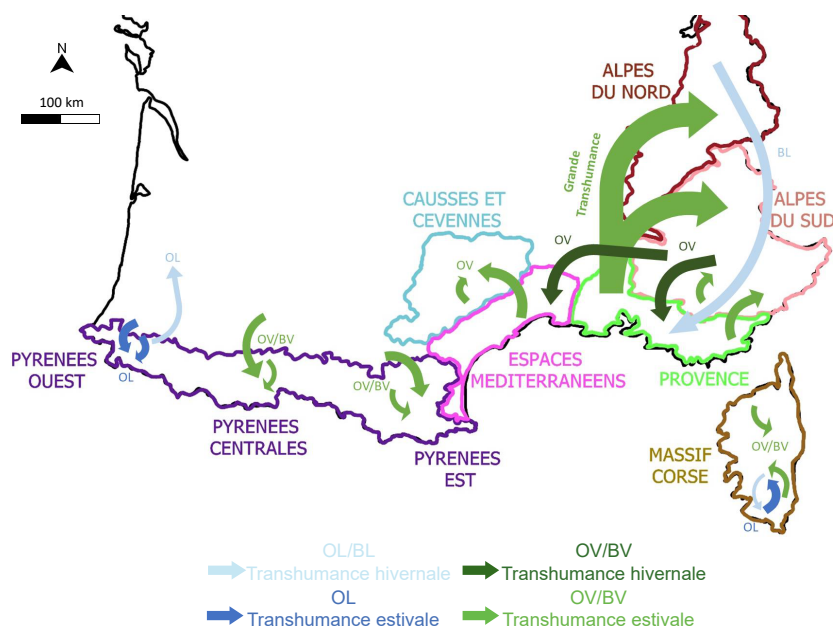 N
100 km
ALPES
DU NORD
Grande
Transhumance
BL
CAUSSES ET
CEVENNES
ALPES
DU SUD
OV
OV
OV
OL
OL
PYRENEES
OUEST
OV/BV
OV/BV
ESPACES
MEDITERRANEENS
PROVENCE
PYRENEES
CENTRALES
PYRENEES
EST
MASSIF
CORSE
OV/BV
OL
OL/BL
Transhumance hivernale
OV/BV
Transhumance hivernale
OL
Transhumance estivale
OV/BV
Transhumance estivale